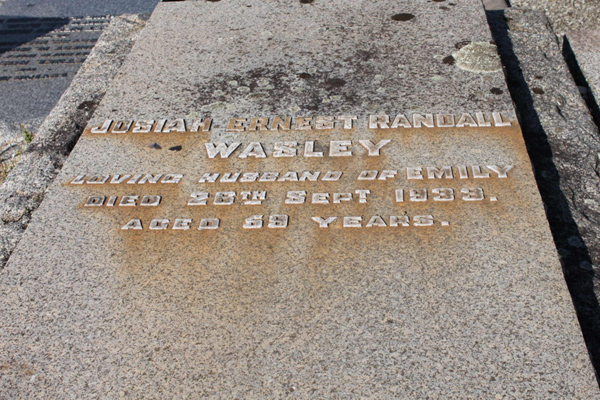 JOSIAH ERNEST RANDALL
WASLEY
LOVING HUSBAND OF EMILY
DIED 26TH SEPT 1933.
AGED 69 YEARS.